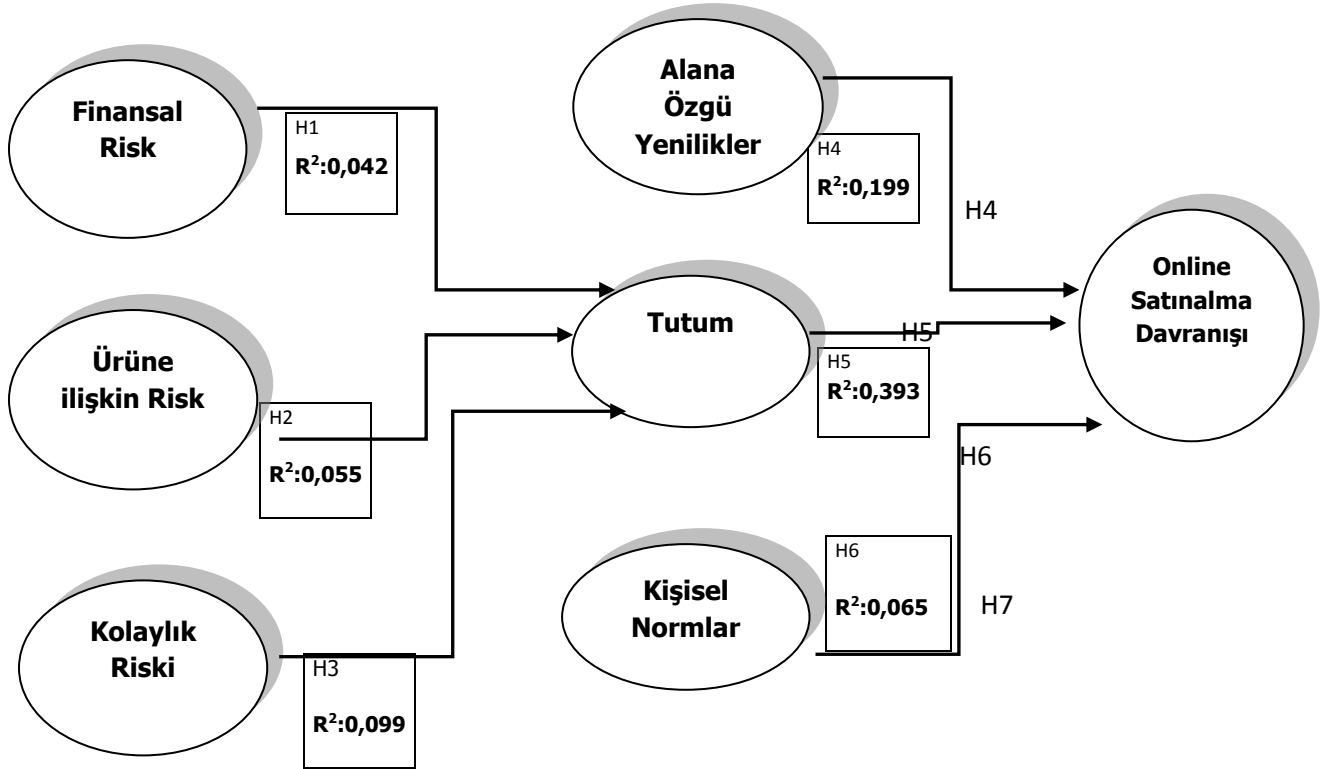 Finansal
Risk
H1
R²:0,042
Alana
Özgü
Yenilikler
H4
R²:0,199
H4
Online
Satınalma
Davranışı
Tutum
H5
H5
R²:0,393
Ürüne
ilişkin Risk
H2
R²:0,055
H6
Kişisel
Normlar
H6
R²:0,065
H7
Kolaylık
Riski
H3
R²:0,099